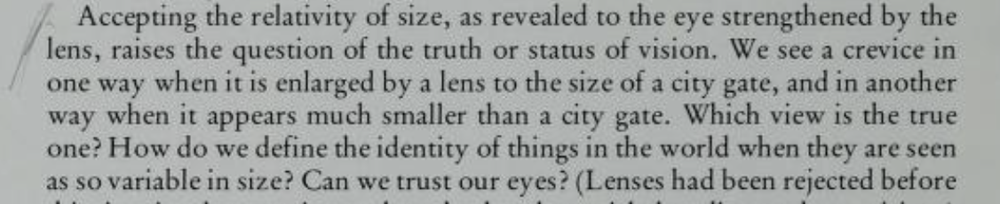 Accepting the relativity of size, as revealed to the eye strengthened by the
lens, raises the question of the truth or status of vision. We see a crevice in
one way when it is enlarged by a lens to the size of a city gate, and in another
way when it appears much smaller than a city gate. Which view is the true
one? How do we define the identity of things in the world when they are seen
as so variable in size? Can we trust our eyes? (Lenses had been rejected before